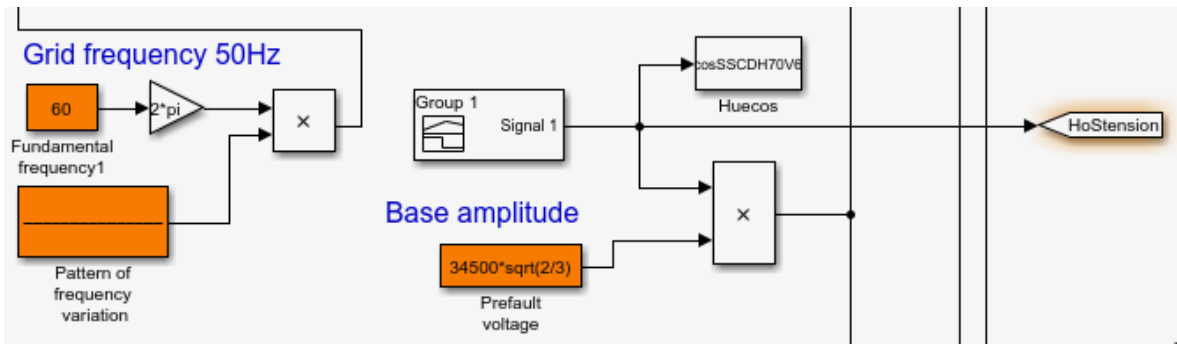 Grid frequency 50Hz
60
2*pi
×
Fundamental
frequency1
Pattern of
frequency
variation
Group 1
Signal 1
cosSSCDH70V6
Huecos
HoStension
Base amplitude
34500*sqrt(2/3)
Prefault
voltage
×